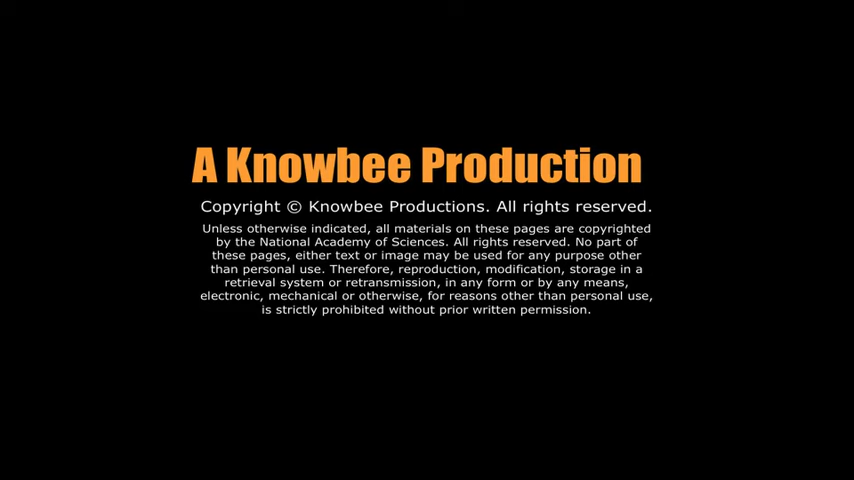 A Knowbee Production
Copyright © Knowbee Productions. All rights reserved.
Unless otherwise indicated, all materials on these pages are copyrighted
by the National Academy of Sciences. All rights reserved. No part of
these pages, either text or image may be used for any purpose other
than personal use. Therefore, reproduction, modification, storage in a
retrieval system or retransmission, in any form or by any means,
electronic, mechanical or otherwise, for reasons other than personal use,
is strictly prohibited without prior written permission.